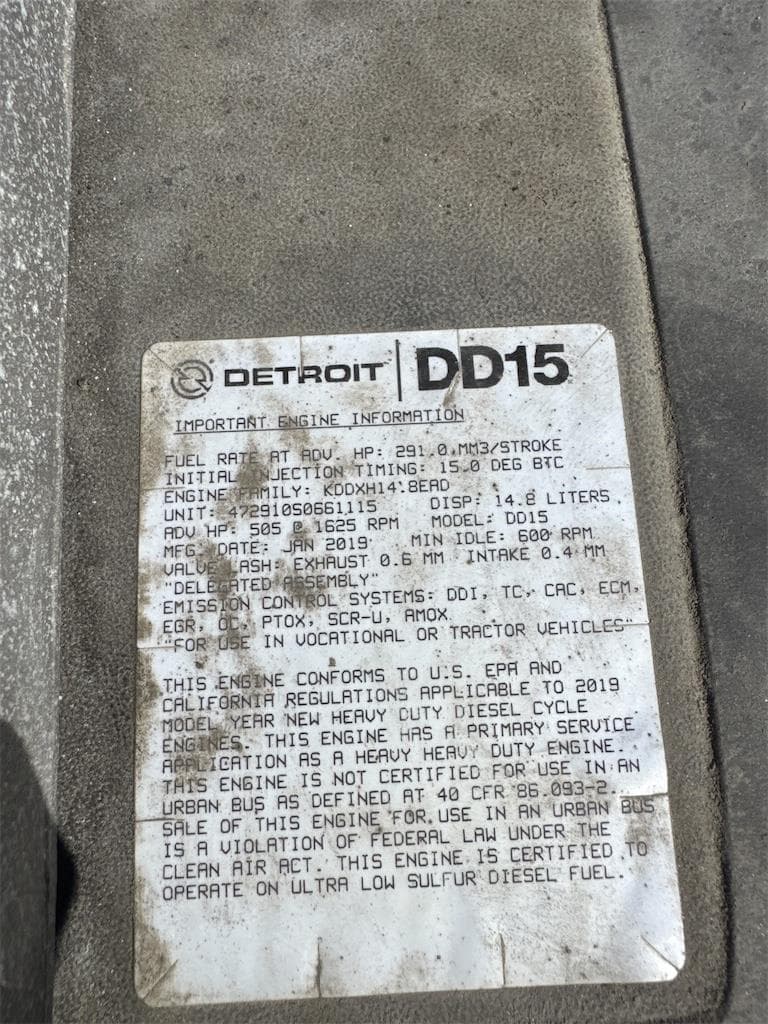 DETROIT | DD15
IMPORTANT ENGINE INFORMATION
FUEL RATE AT ADV. HP: 291.0 MM3/STROKE
INITIAL INJECTION TIMING: 15.0 DEG BTC
ENGINE FAMILY: KDDXH14.8EAD
UNIT: 472910S0661115 DISP: 14.8 LITERS
ADV HP: 505 @ 1625 RPM MODEL: DD15
MFG. DATE: JAN 2019 MIN IDLE: 600 RPM
VALVE LASH: EXHAUST 0.6 MM INTAKE 0.4 MM
"DELEGATED ASSEMBLY"
EMISSION CONTROL SYSTEMS: DDI, TC, CAC, ECM,
EGR, OC, PTOX, SCR-U, AMOX
"FOR USE IN VOCATIONAL OR TRACTOR VEHICLES"
THIS ENGINE CONFORMS TO U.S. EPA AND
CALIFORNIA REGULATIONS APPLICABLE TO 2019
MODEL YEAR NEW HEAVY DUTY DIESEL CYCLE
ENGINES. THIS ENGINE HAS A PRIMARY SERVICE
APPLICATION AS A HEAVY HEAVY DUTY ENGINE.
THIS ENGINE IS NOT CERTIFIED FOR USE IN AN
URBAN BUS AS DEFINED AT 40 CFR 86.093-2.
SALE OF THIS ENGINE FOR USE IN AN URBAN BUS
IS A VIOLATION OF FEDERAL LAW UNDER THE
CLEAN AIR ACT. THIS ENGINE IS CERTIFIED TO
OPERATE ON ULTRA LOW SULFUR DIESEL FUEL.